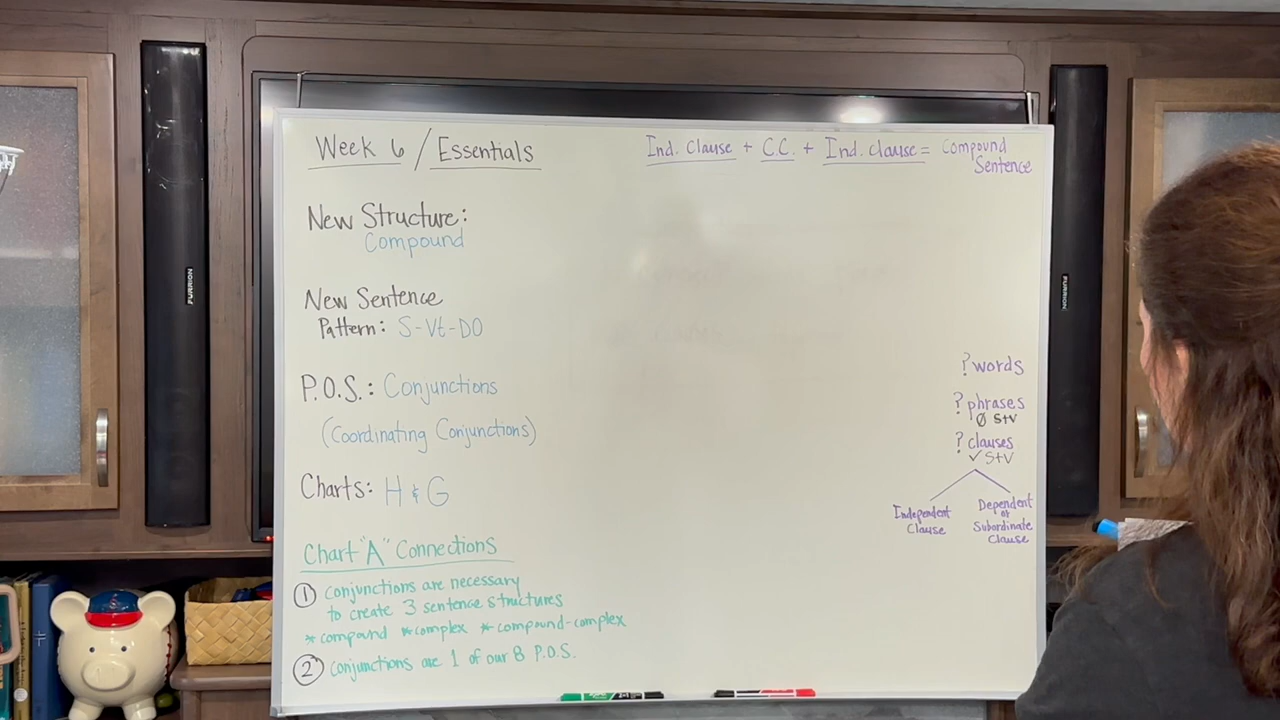 Week 6 / Essentials
New Structure:
Compound
New Sentence
Pattern: S-Vt-DO
P.O.S.: Conjunctions
(Coordinating Conjunctions)
Charts: H & G
Chart "A" Connections
① conjunctions are necessary
to create 3 sentence structures
* compound * complex * compound-complex
② conjunctions are 1 of our 8 P.O.S.
Ind. Clause + C.C. + Ind. clause = Compound
Sentence
? words
? phrases
Ø S+V
? clauses
✓ S+V
Independent
Clause
Dependent
or
Subordinate
Clause
FURRION
FURRION